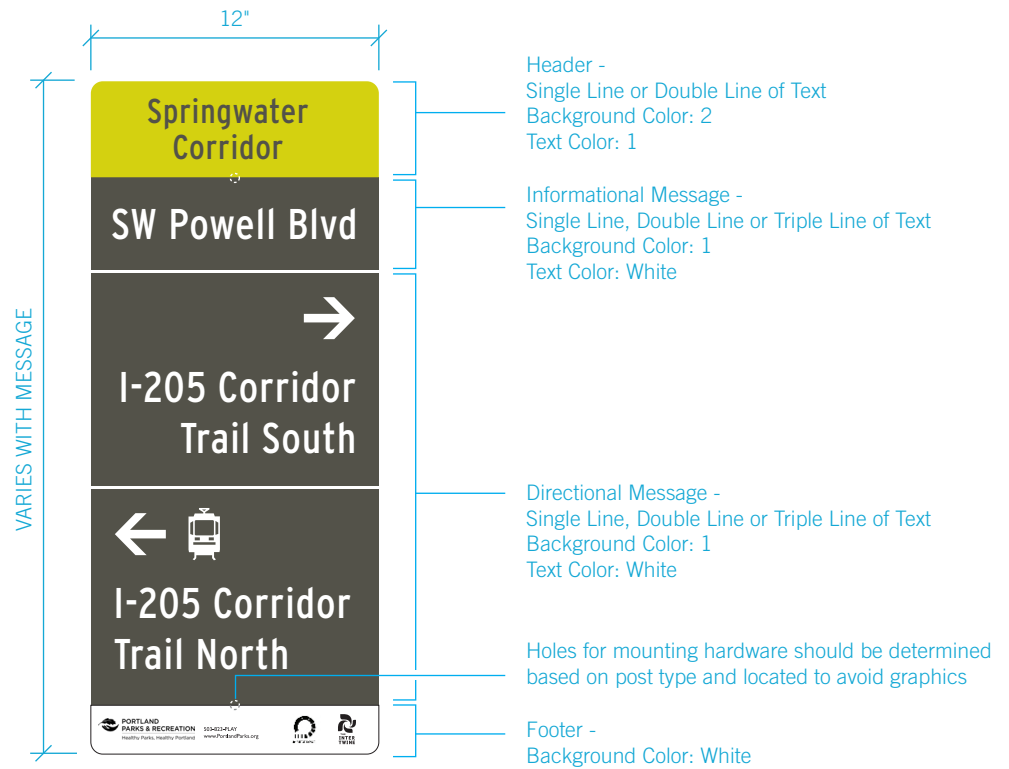 12"
VARIES WITH MESSAGE
Springwater
Corridor
SW Powell Blvd
I-205 Corridor
Trail South
I-205 Corridor
Trail North
PORTLAND
PARKS & RECREATION
Healthy Parks, Healthy Portland
503-823-PLAY
www.PortlandParks.org
THE
INTER
TWINE
Header -
Single Line or Double Line of Text
Background Color: 2
Text Color: 1
Informational Message -
Single Line, Double Line or Triple Line of Text
Background Color: 1
Text Color: White
Directional Message -
Single Line, Double Line or Triple Line of Text
Background Color: 1
Text Color: White
Holes for mounting hardware should be determined
based on post type and located to avoid graphics
Footer -
Background Color: White